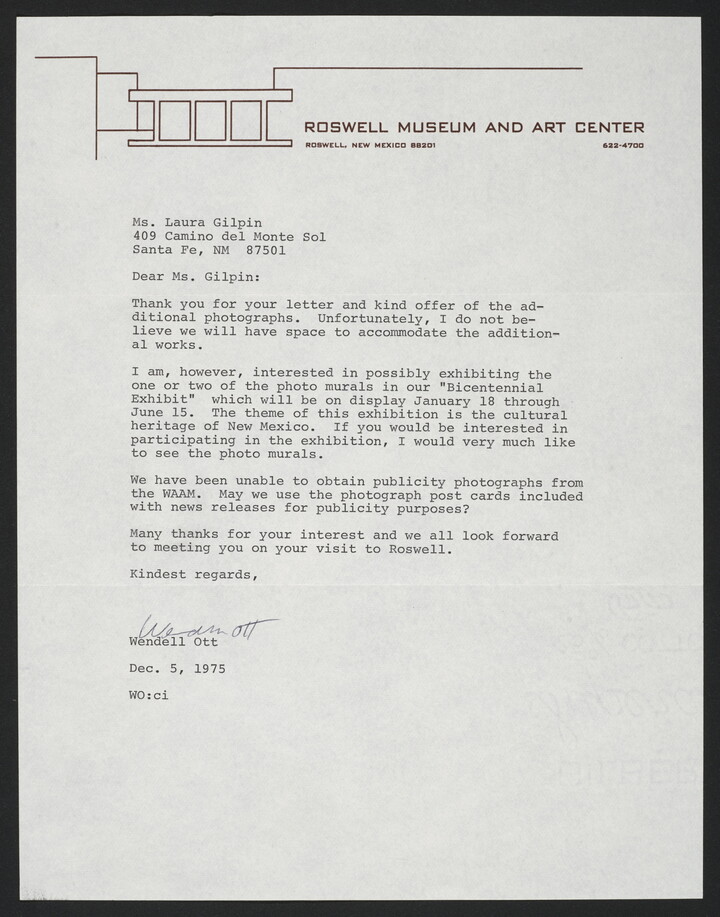 ROSWELL MUSEUM AND ART CENTER
ROSWELL, NEW MEXICO 88201 622-4700
Ms. Laura Gilpin
409 Camino del Monte Sol
Santa Fe, NM  87501
Dear Ms. Gilpin:
Thank you for your letter and kind offer of the ad-
ditional photographs.  Unfortunately, I do not be-
lieve we will have space to accommodate the addition-
al works.
I am, however, interested in possibly exhibiting the
one or two of the photo murals in our "Bicentennial
Exhibit"  which will be on display January 18 through
June 15.  The theme of this exhibition is the cultural
heritage of New Mexico.  If you would be interested in
participating in the exhibition, I would very much like
to see the photo murals.
We have been unable to obtain publicity photographs from
the WAAM.  May we use the photograph post cards included
with news releases for publicity purposes?
Many thanks for your interest and we all look forward
to meeting you on your visit to Roswell.
Kindest regards,
Wendell Ott
Wendell Ott
Dec. 5, 1975
WO:ci